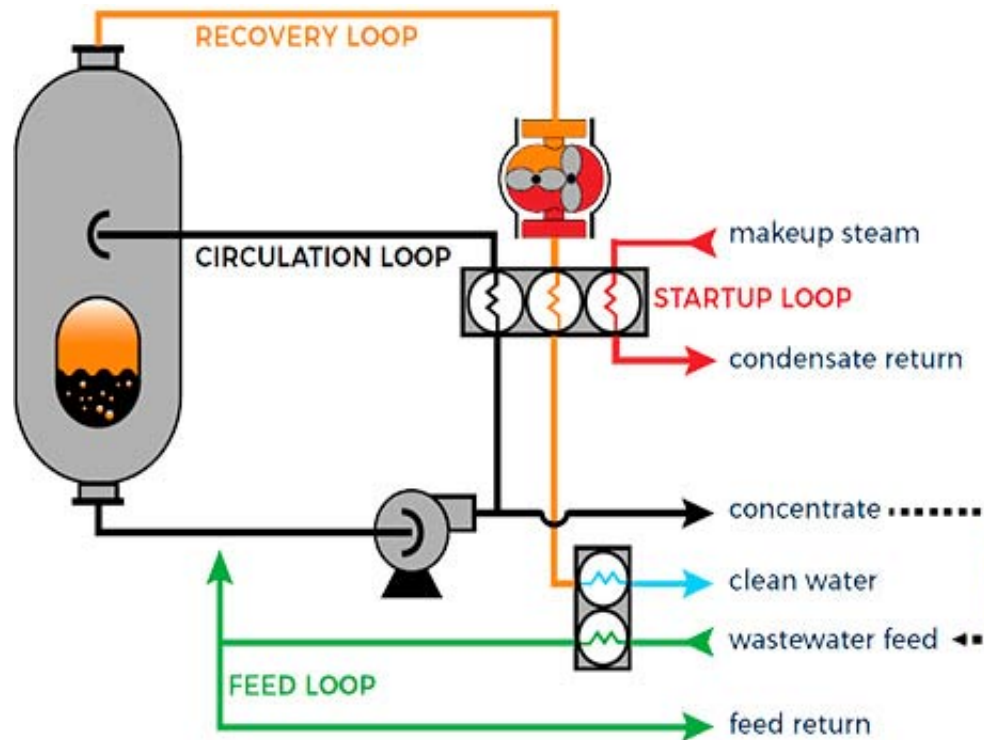 RECOVERY LOOP
makeup steam
CIRCULATION LOOP
STARTUP LOOP
condensate return
concentrate
clean water
wastewater feed
FEED LOOP
feed return